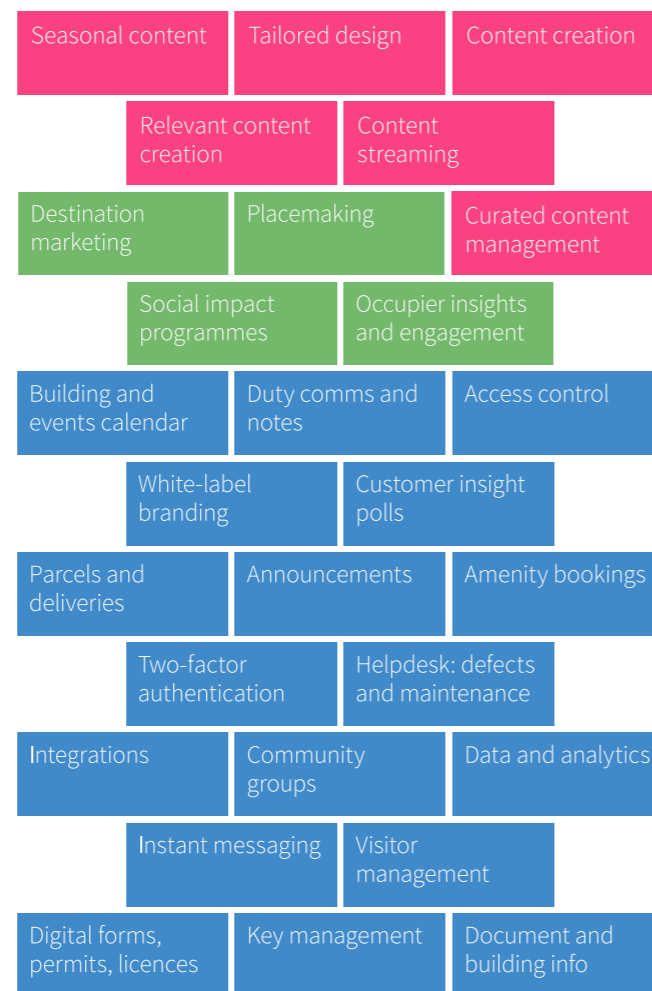 Seasonal content
Tailored design
Content creation
Relevant content
creation
Content
streaming
Destination
marketing
Placemaking
Curated content
management
Social impact
programmes
Occupier insights
and engagement
Building and
events calendar
Duty comms and
notes
Access control
White-label
branding
Customer insight
polls
Parcels and
deliveries
Announcements
Amenity bookings
Two-factor
authentication
Helpdesk: defects
and maintenance
Integrations
Community
groups
Data and analytics
Instant messaging
Visitor
management
Digital forms,
permits, licences
Key management
Document and
building info